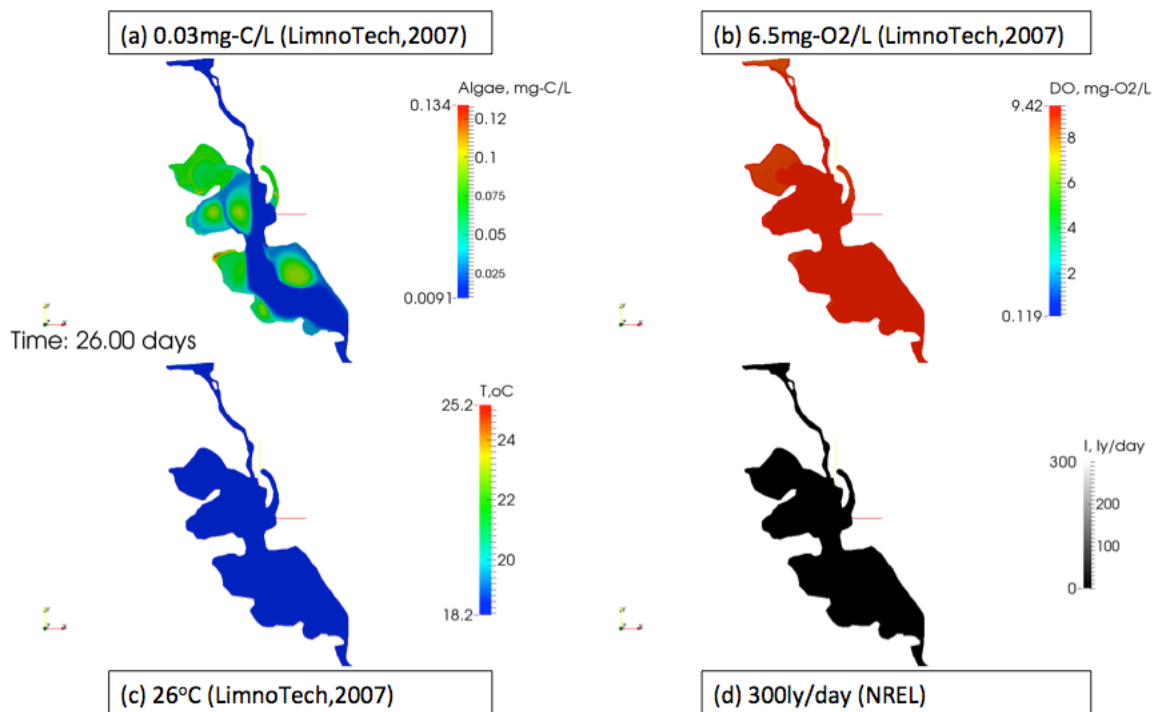 (a) 0.03mg-C/L (LimnoTech,2007)
(b) 6.5mg-O2/L (LimnoTech,2007)
Algae, mg-C/L
0.134
0.12
0.1
0.075
0.05
0.025
0.0091
DO, mg-O2/L
9.42
8
6
4
2
0.119
Time: 26.00 days
T,oC
25.2
24
22
20
18.2
I, ly/day
300
200
100
0
(c) 26°C (LimnoTech,2007)
(d) 300ly/day (NREL)